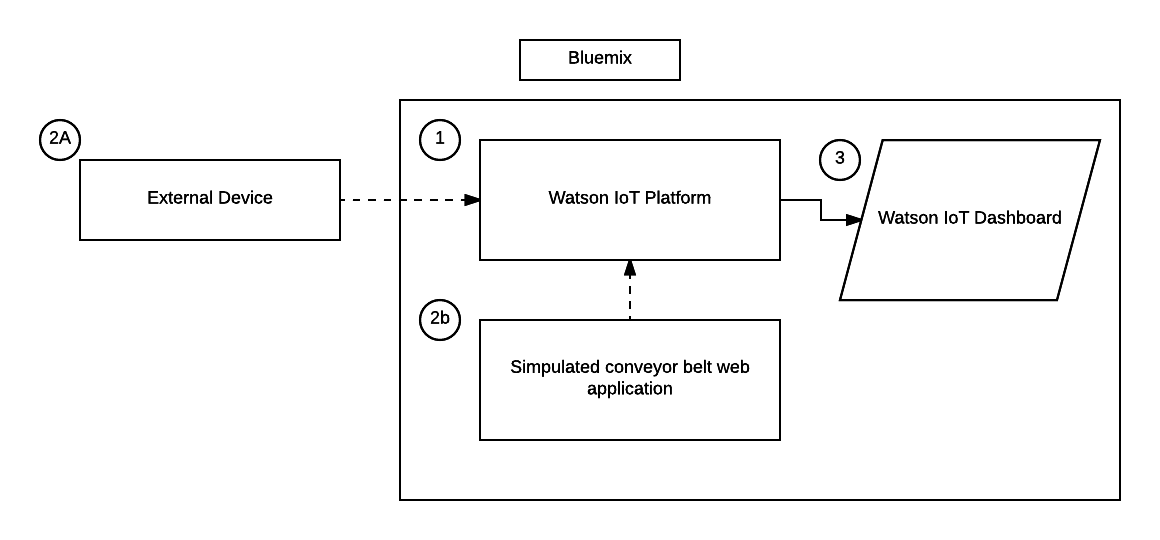 Bluemix
2A
1
3
External Device
Watson IoT Platform
Watson IoT Dashboard
2b
Simpulated conveyor belt web
application